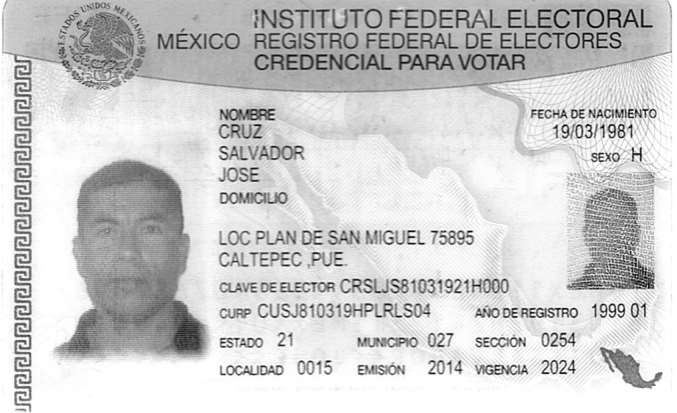 ESTADOS UNIDOS MEXICANOS
INSTITUTO FEDERAL ELECTORAL
MÉXICO REGISTRO FEDERAL DE ELECTORES
CREDENCIAL PARA VOTAR
NOMBRE
CRUZ
SALVADOR
JOSE
FECHA DE NACIMIENTO
19/03/1981
SEXO H
DOMICILIO
LOC PLAN DE SAN MIGUEL 75895
CALTEPEC ,PUE.
CLAVE DE ELECTOR CRSLJS81031921H000
CURP CUSJ810319HPLRLS04 AÑO DE REGISTRO 1999 01
ESTADO 21 MUNICIPIO 027 SECCIÓN 0254
LOCALIDAD 0015 EMISIÓN 2014 VIGENCIA 2024